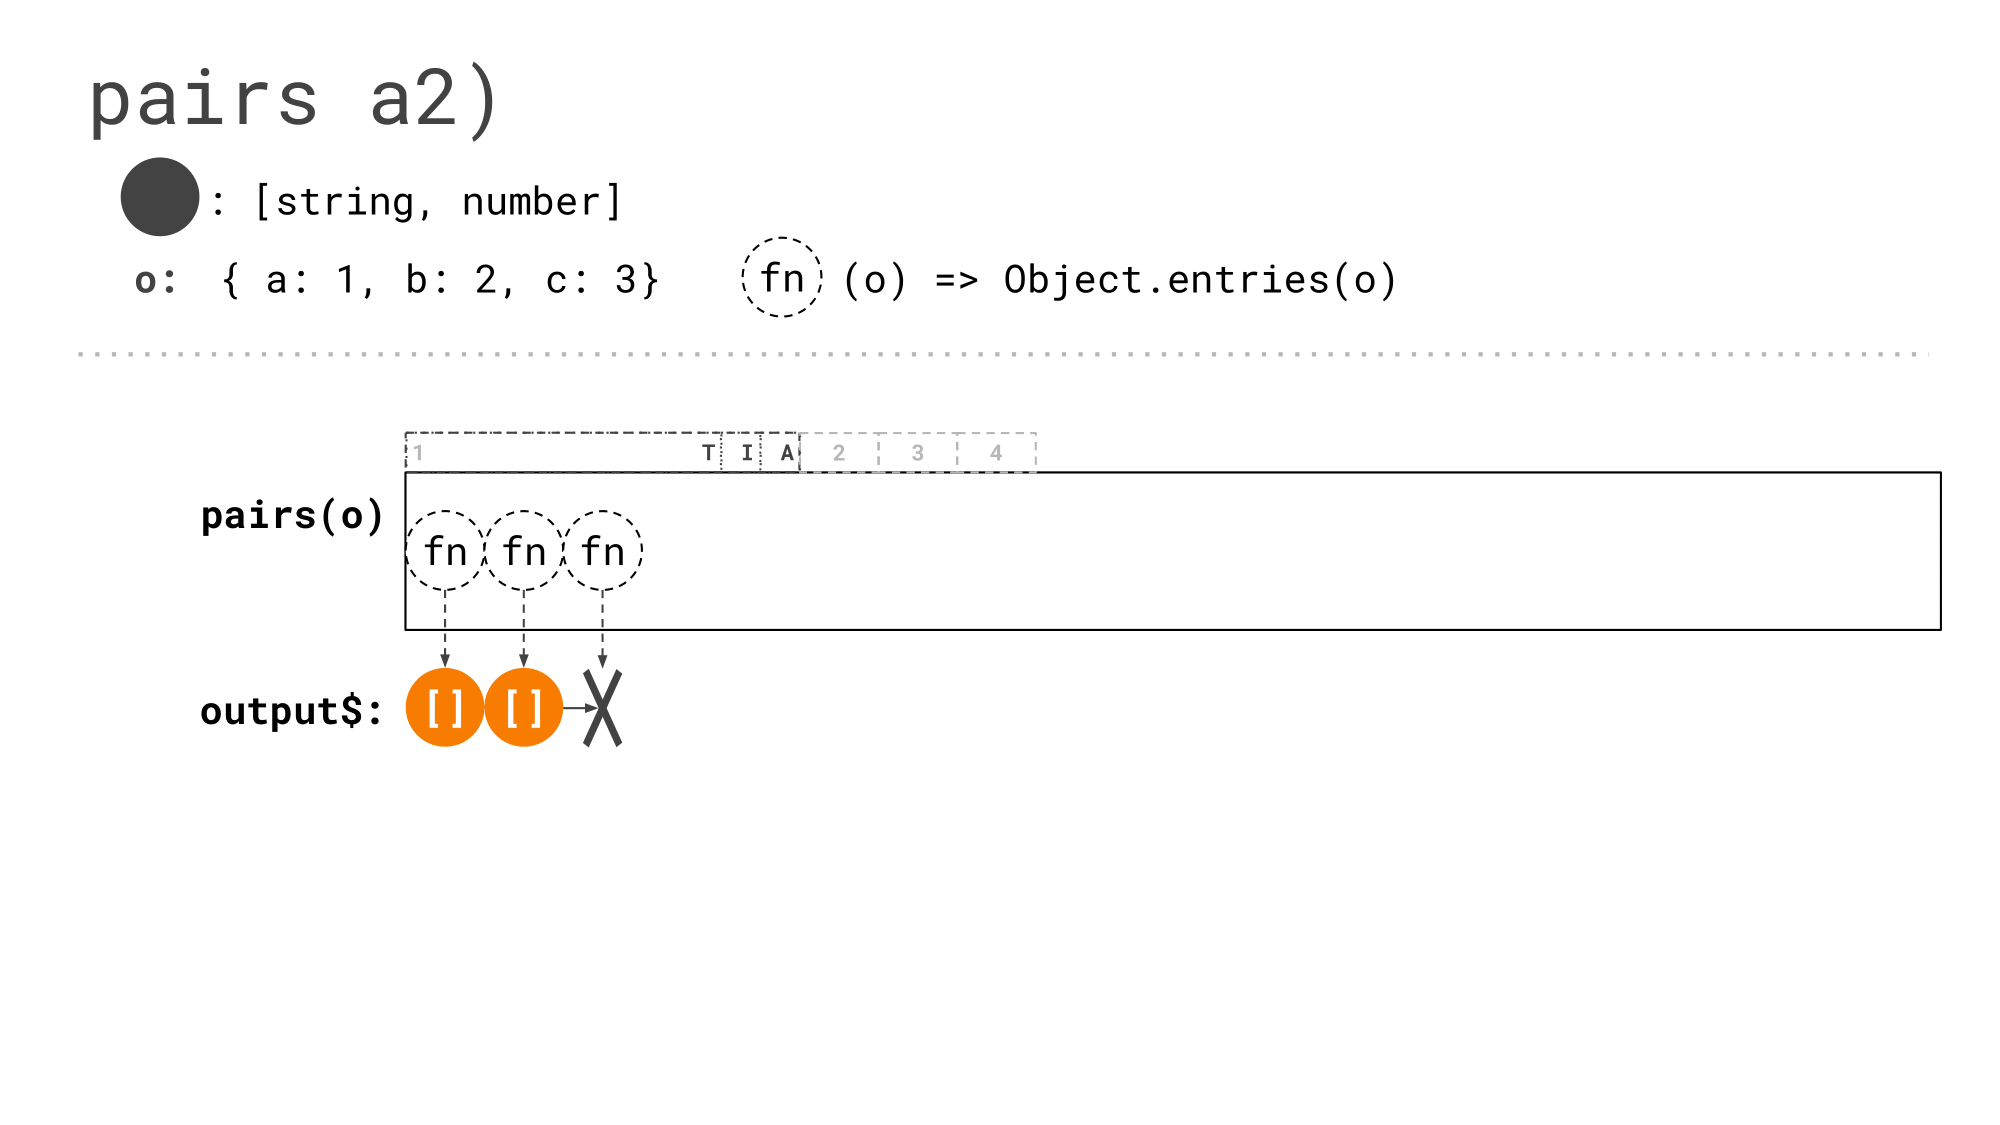 pairs a2)
: [string, number]
o: { a: 1, b: 2, c: 3} fn (o) => Object.entries(o)
1 T I A 2 3 4
pairs(o)
fn fn fn
output$: [] [] X